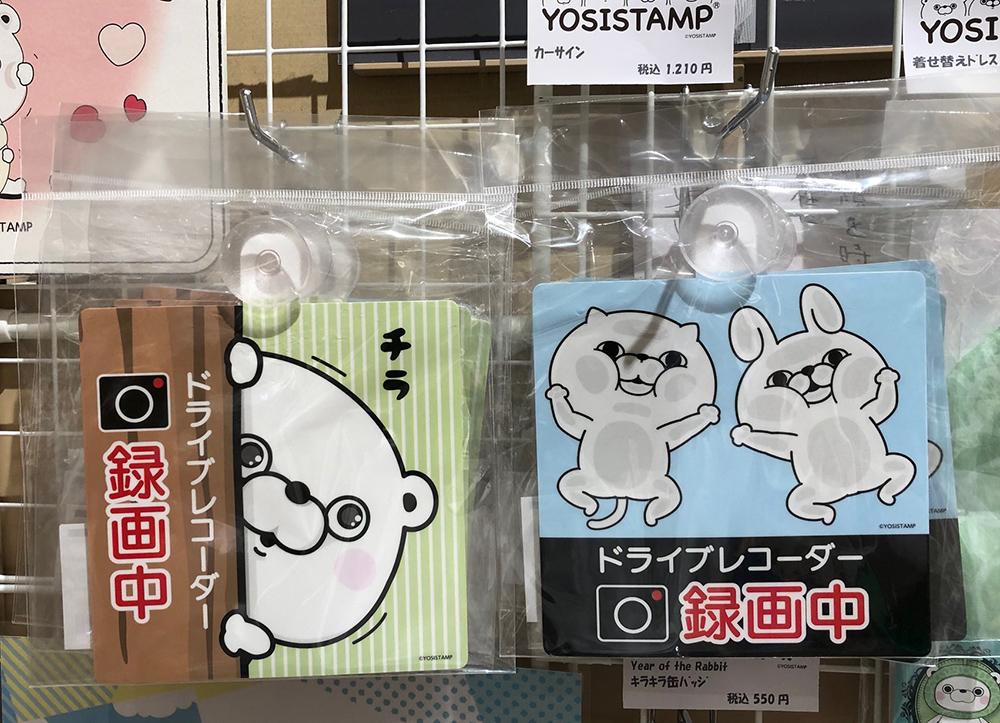 YOSISTAMP®
©YOSISTAMP
カーサイン
税込 1,210 円
YOSIS
着せ替えドレス
TAMP
チラ
ドライブレコーダー
録画中
©YOSISTAMP
©YOSISTAMP
ドライブレコーダー
録画中
STAMP
Year of the Rabbit
キラキラ缶バッジ
税込 550 円